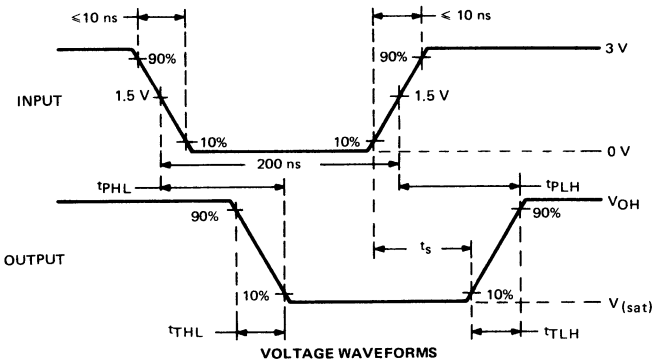 ≤10 ns
≤ 10 ns
90%
90%
3 V
INPUT
1.5 V
1.5 V
10%
10%
0 V
200 ns
tPHL
tPLH
90%
90%
VOH
OUTPUT
ts
10%
10%
V(sat)
tTHL
tTLH
VOLTAGE WAVEFORMS